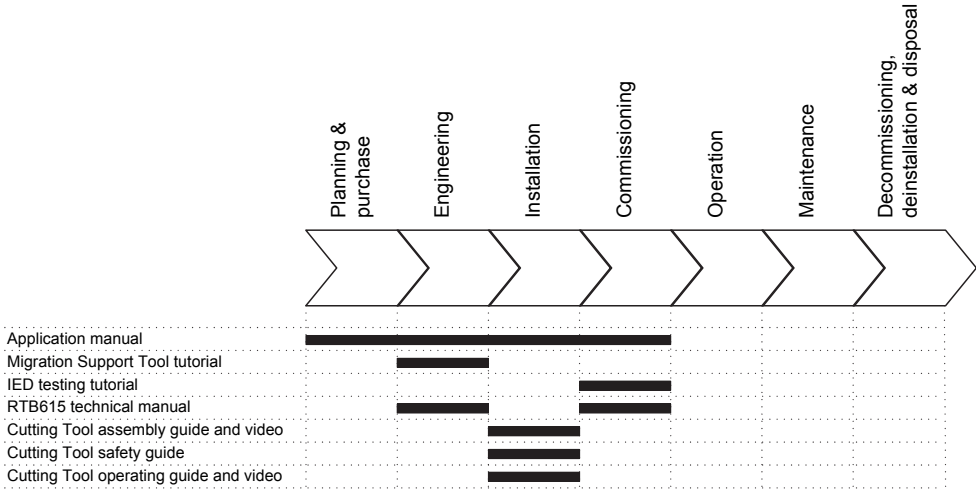 Planning &
purchase
Engineering
Installation
Commissioning
Operation
Maintenance
Decommissioning,
deinstallation & disposal
Application manual
Migration Support Tool tutorial
IED testing tutorial
RTB615 technical manual
Cutting Tool assembly guide and video
Cutting Tool safety guide
Cutting Tool operating guide and video